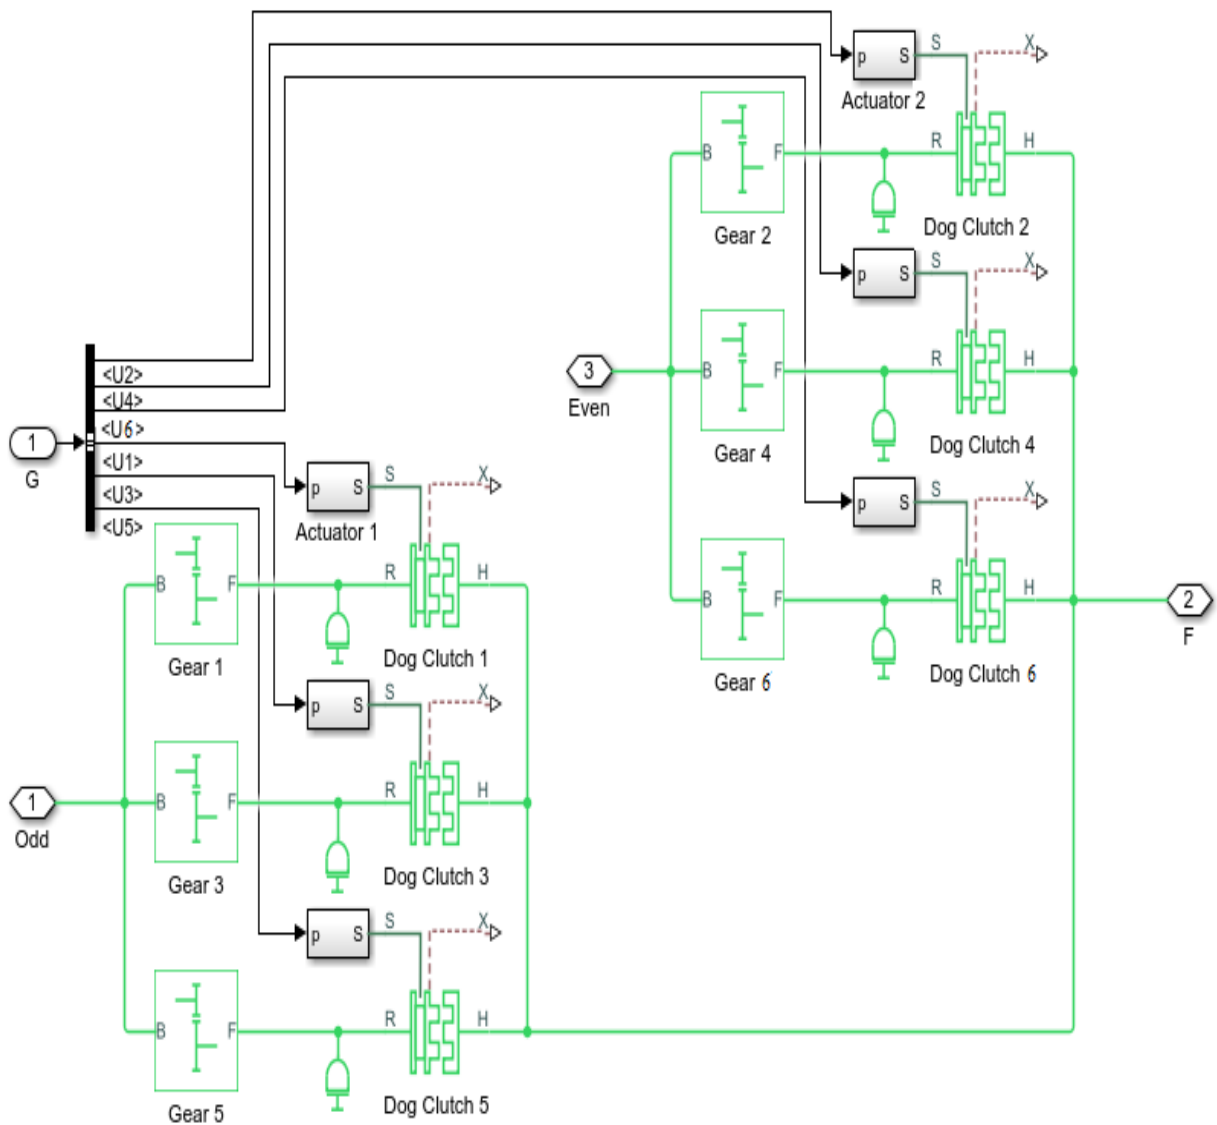 p S
Actuator 2
S X
B F
Gear 2
R H
Dog Clutch 2
p S
S X
3
Even
B F
Gear 4
R H
Dog Clutch 4
p S
S X
B F
Gear 6
R H
Dog Clutch 6
2
F
1
G
<U2>
<U4>
<U6>
<U1>
<U3>
<U5>
p S
Actuator 1
S X
B F
Gear 1
R H
Dog Clutch 1
p S
S X
1
Odd
B F
Gear 3
R H
Dog Clutch 3
p S
S X
B F
Gear 5
R H
Dog Clutch 5